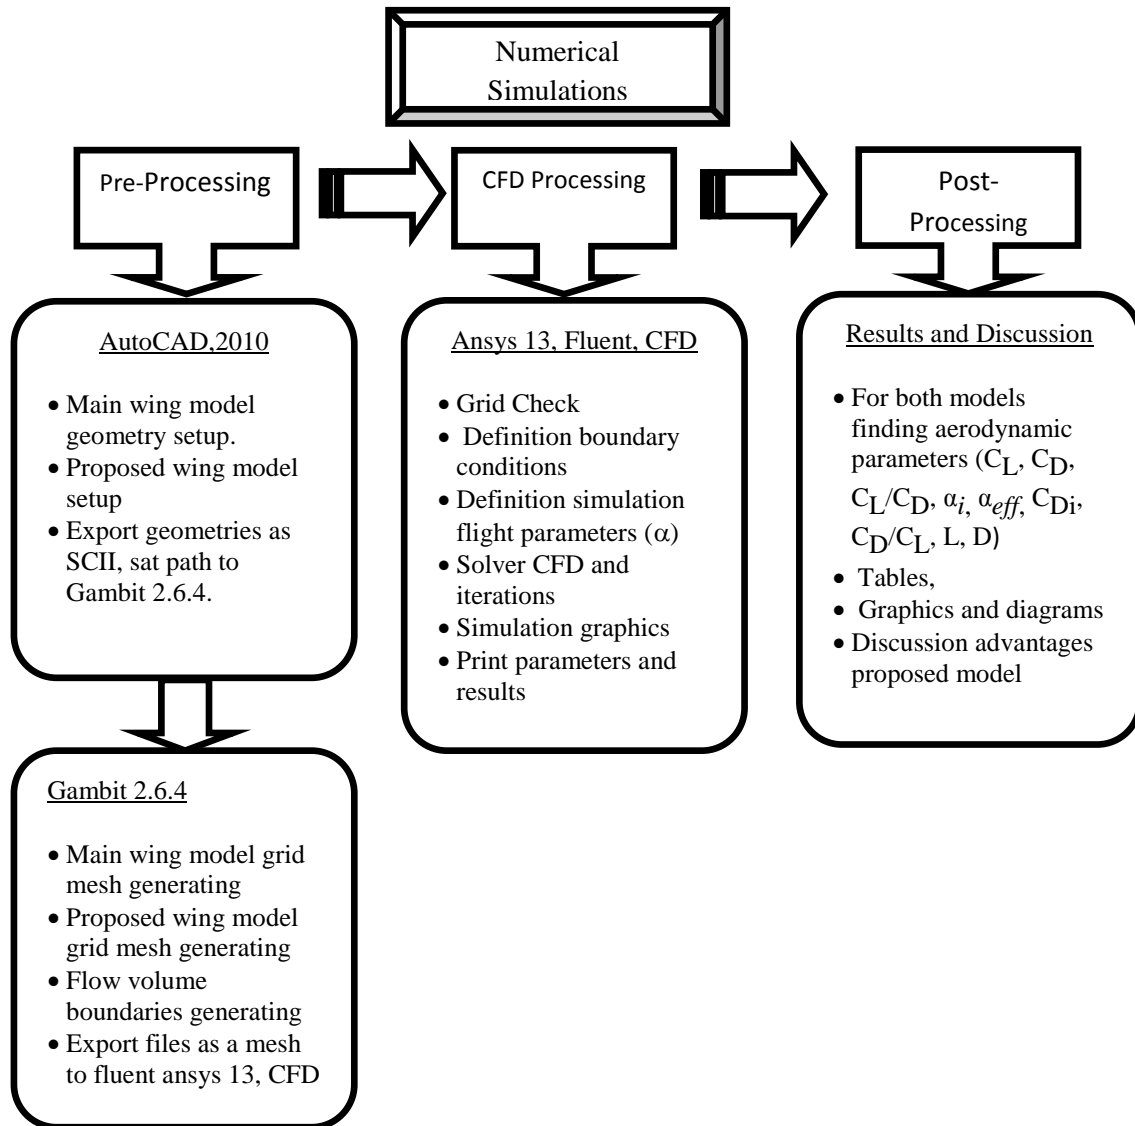 Numerical
Simulations
Pre-Processing
CFD Processing
Post-
Processing
AutoCAD,2010
• Main wing model
geometry setup.
• Proposed wing model
setup
• Export geometries as
SCII, sat path to
Gambit 2.6.4.
Gambit 2.6.4
• Main wing model grid
mesh generating
• Proposed wing model
grid mesh generating
• Flow volume
boundaries generating
• Export files as a mesh
to fluent ansys 13, CFD
Ansys 13, Fluent, CFD
• Grid Check
• Definition boundary
conditions
• Definition simulation
flight parameters (α)
• Solver CFD and
iterations
• Simulation graphics
• Print parameters and
results
Results and Discussion
• For both models
finding aerodynamic
parameters (CL, CD,
CL/CD, αi, αeff, CDi,
CD/CL, L, D)
• Tables,
• Graphics and diagrams
• Discussion advantages
proposed model